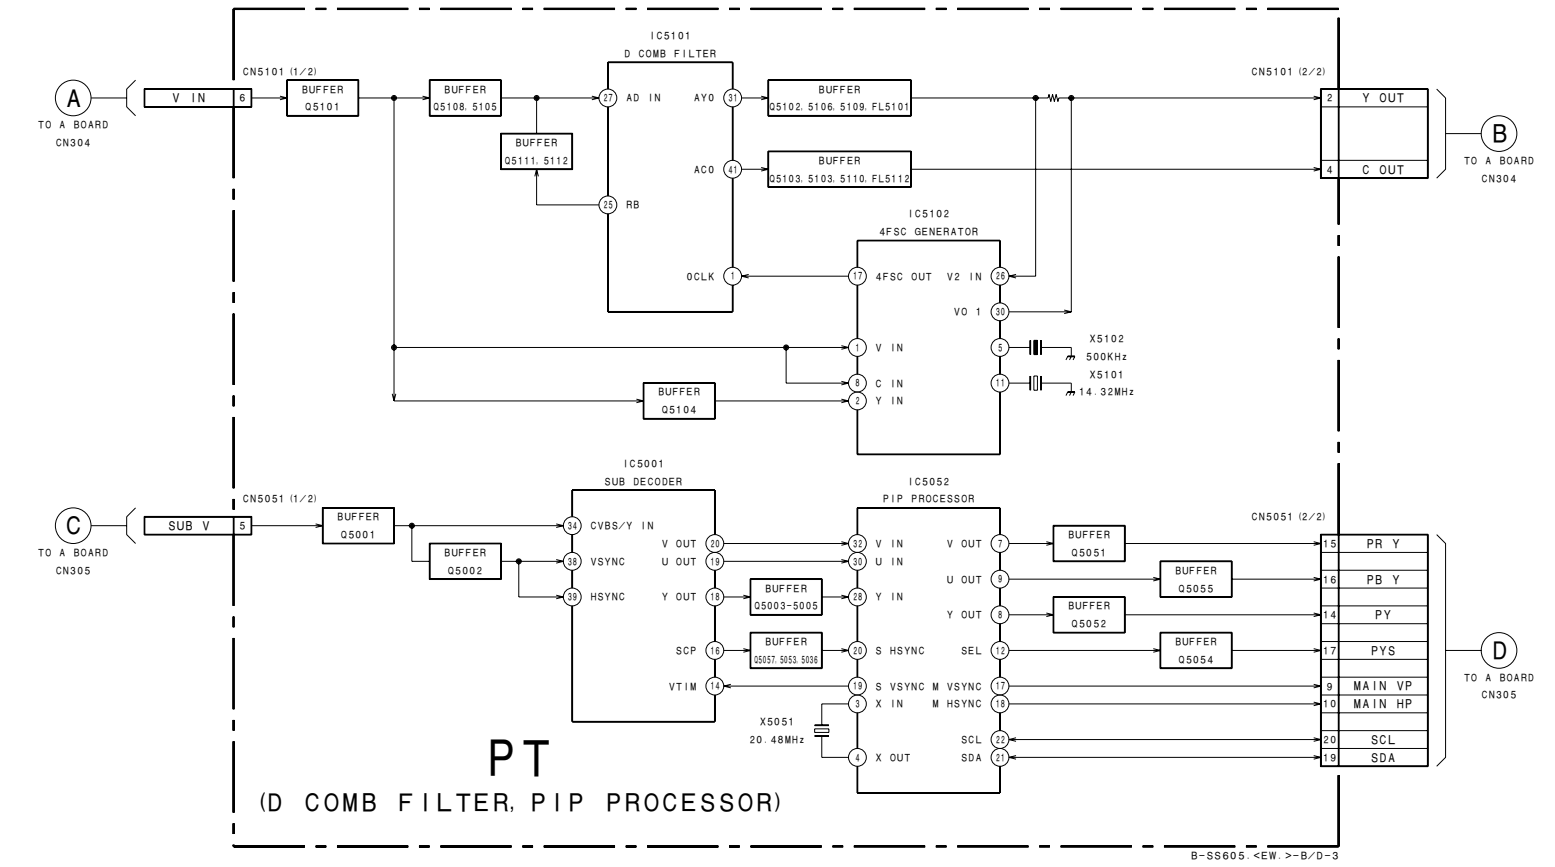 IC5101
D COMB FILTER
CN5101 (1/2)
CN5101 (2/2)
A
TO A BOARD
CN304
V IN 6
BUFFER
Q5101
BUFFER
Q5108, 5105
BUFFER
Q5111, 5112
27 AD IN
AYO 31
ACO 41
25 RB
OCLK 1
BUFFER
Q5102, 5106, 5109, FL5101
BUFFER
Q5103, 5103, 5110, FL5112
2 Y OUT
4 C OUT
B
TO A BOARD
CN304
IC5102
4FSC GENERATOR
17 4FSC OUT V2 IN 26
VO 1 30
1 V IN 5
8 C IN 11
2 Y IN
X5102
500KHz
X5101
14.32MHz
BUFFER
Q5104
IC5001
SUB DECODER
CN5051 (1/2)
C
TO A BOARD
CN305
SUB V 5
BUFFER
Q5001
BUFFER
Q5002
34 CVBS/Y IN
38 VSYNC
39 HSYNC
V OUT 20
U OUT 19
Y OUT 18
SCP 16
VTIM 14
BUFFER
Q5003-5005
BUFFER
Q5057, 5053, 5036
IC5052
PIP PROCESSOR
32 V IN V OUT 7
30 U IN U OUT 9
28 Y IN Y OUT 8
20 S HSYNC SEL 12
19 S VSYNC M VSYNC 17
3 X IN M HSYNC 18
SCL 22
4 X OUT SDA 21
X5051
20.48MHz
BUFFER
Q5051
BUFFER
Q5055
BUFFER
Q5052
BUFFER
Q5054
CN5051 (2/2)
15 PR Y
16 PB Y
14 PY
17 PYS
9 MAIN VP
10 MAIN HP
20 SCL
19 SDA
D
TO A BOARD
CN305
PT
(D COMB FILTER, PIP PROCESSOR)
B-SS605.<EW.>-B/D-3